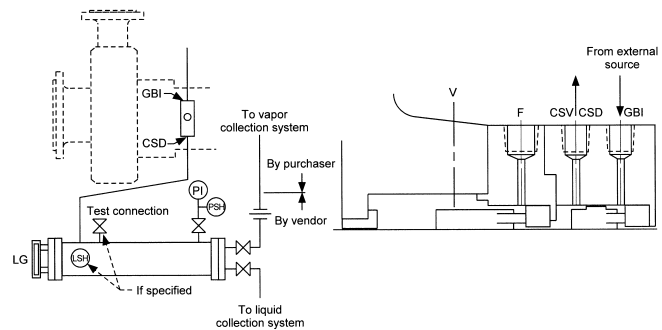 GBI
CSD
To vapor
collection system
By purchaser
By vendor
PI
PSH
Test connection
LG
LSH
If specified
To liquid
collection system
From external
source
V
F
CSV
CSD
GBI